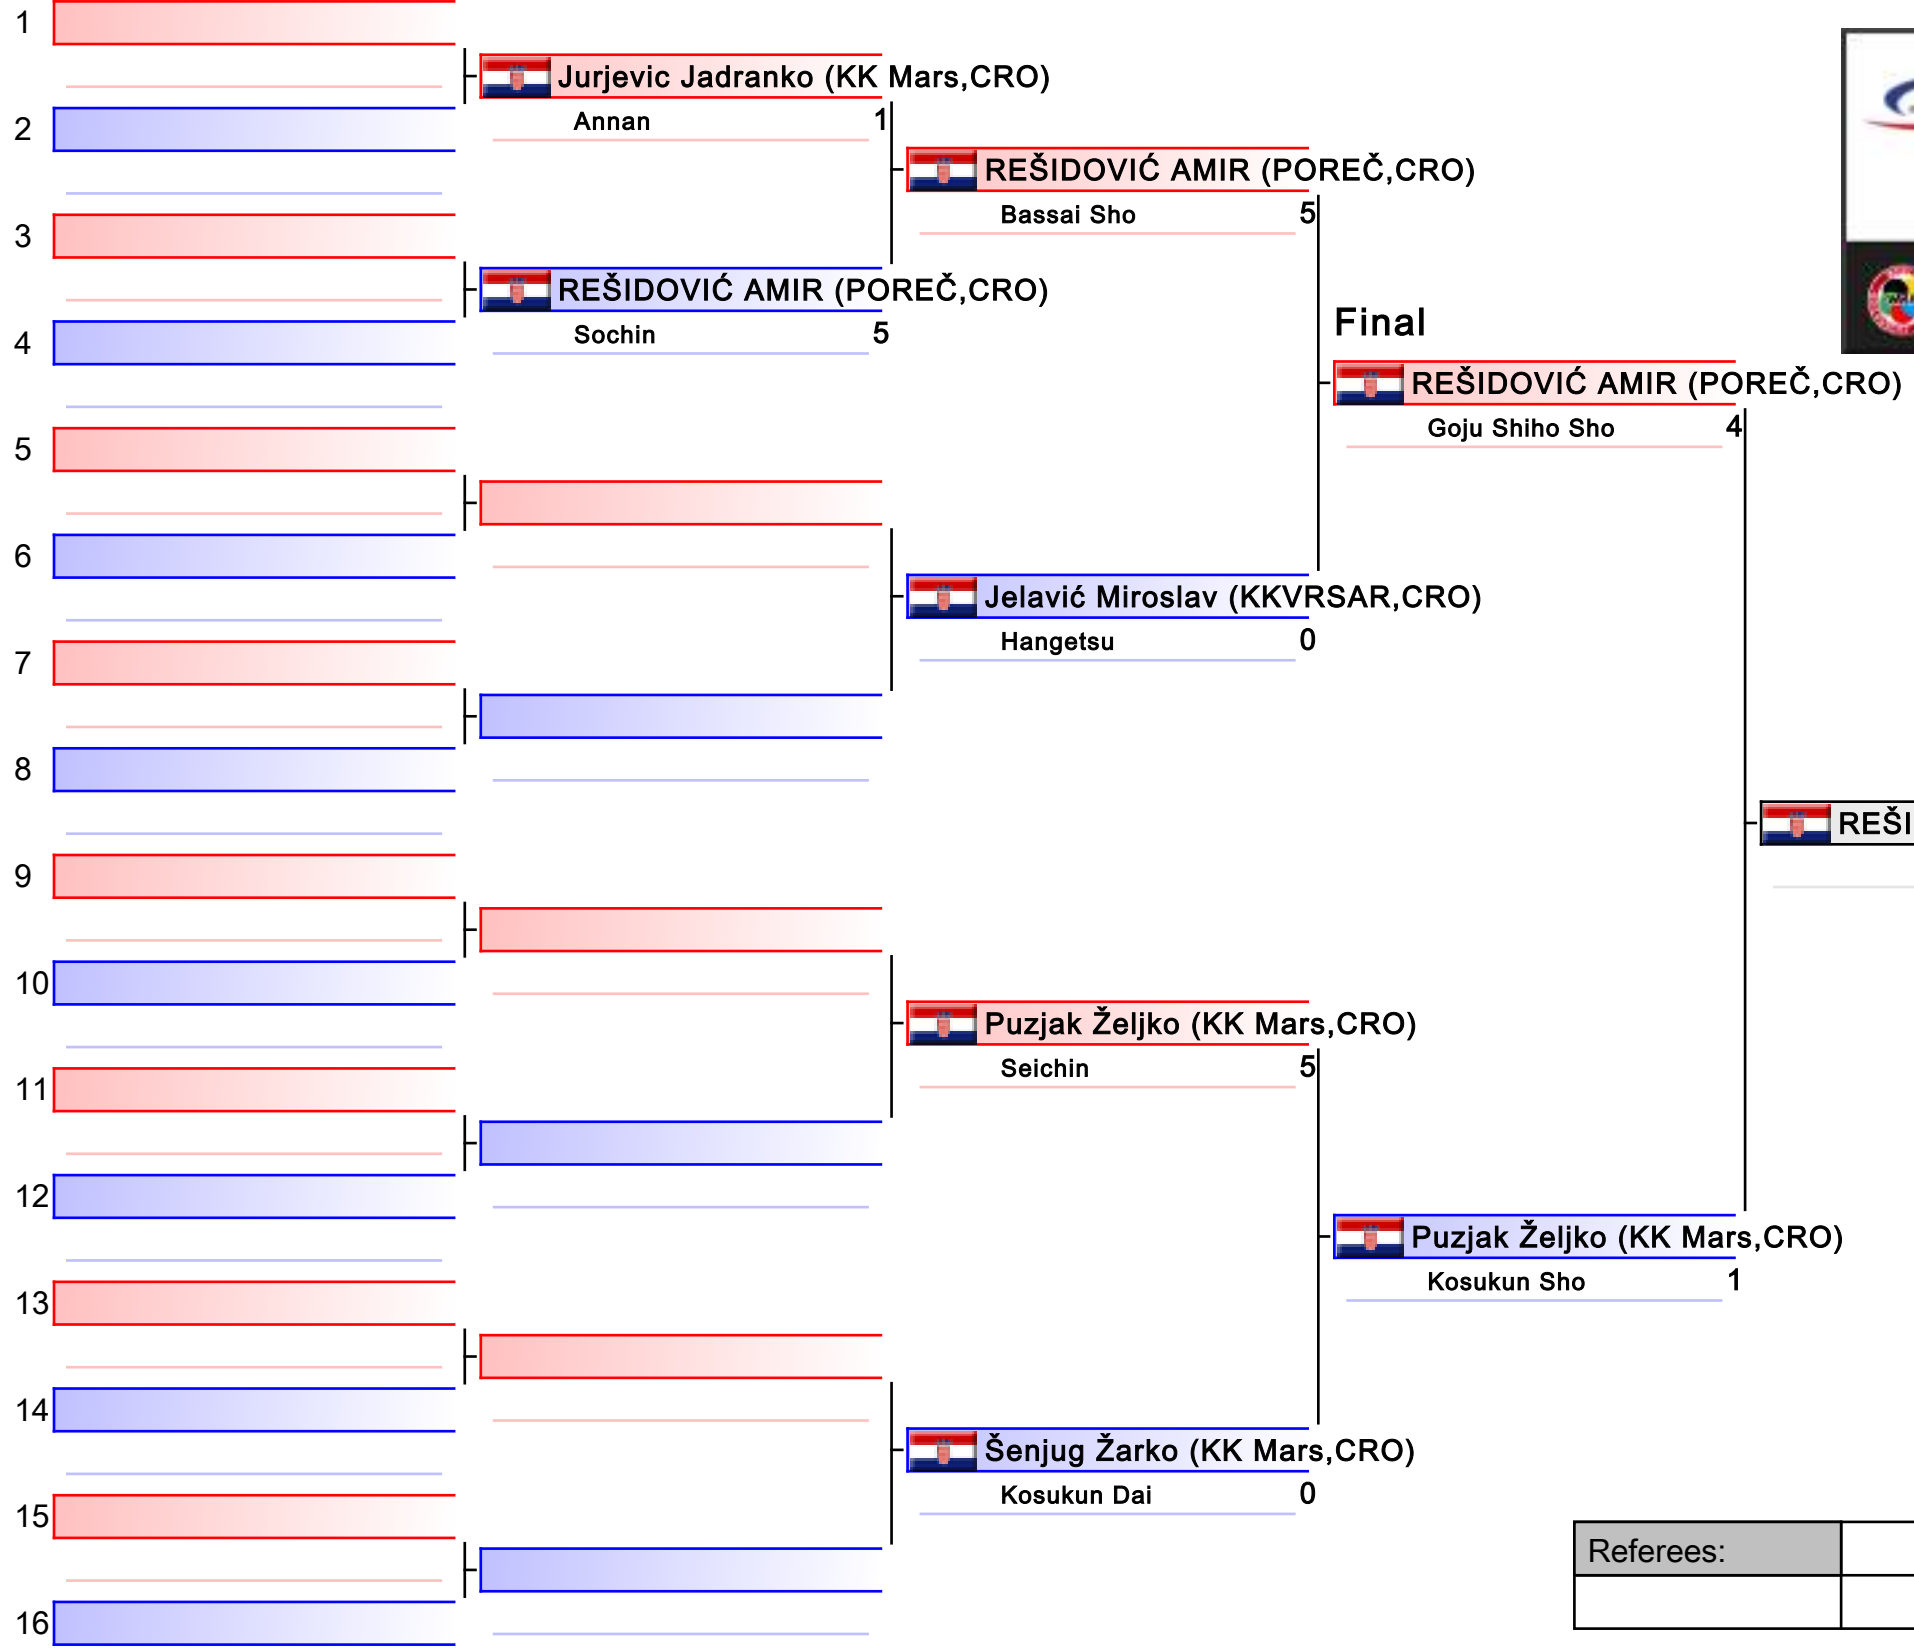 1
Jurjevic Jadranko (KK Mars,CRO)
Annan 1
2
REŠIDOVIĆ AMIR (POREČ,CRO)
Bassai Sho 5
3
REŠIDOVIĆ AMIR (POREČ,CRO)
Sochin 5
4
Final
REŠIDOVIĆ AMIR (POREČ,CRO)
Goju Shiho Sho 4
5
6
Jelavić Miroslav (KKVRSAR,CRO)
Hangetsu 0
7
8
REŠI
9
10
Puzjak Željko (KK Mars,CRO)
Seichin 5
11
12
Puzjak Željko (KK Mars,CRO)
Kosukun Sho 1
13
14
Šenjug Žarko (KK Mars,CRO)
Kosukun Dai 0
15
Referees:
16